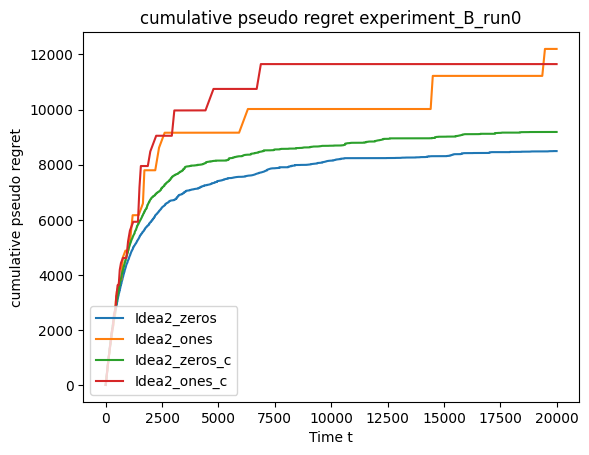 cumulative pseudo regret experiment_B_run0
cumulative pseudo regret
12000
10000
8000
6000
4000
2000
0
Idea2_zeros
Idea2_ones
Idea2_zeros_c
Idea2_ones_c
0 2500 5000 7500 10000 12500 15000 17500 20000
Time t